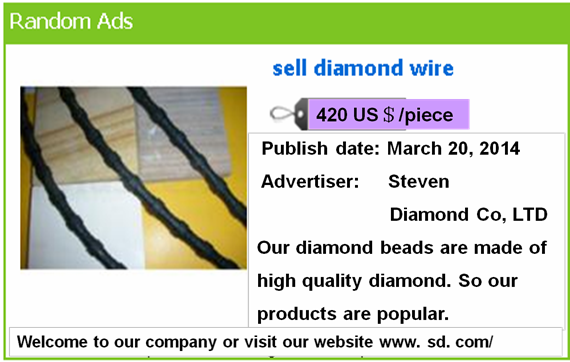 Random Ads
sell diamond wire
420 US $/piece
Publish date: March 20, 2014
Advertiser: Steven
Diamond Co, LTD
Our diamond beads are made of
high quality diamond. So our
products are popular.
Welcome to our company or visit our website www. sd. com/